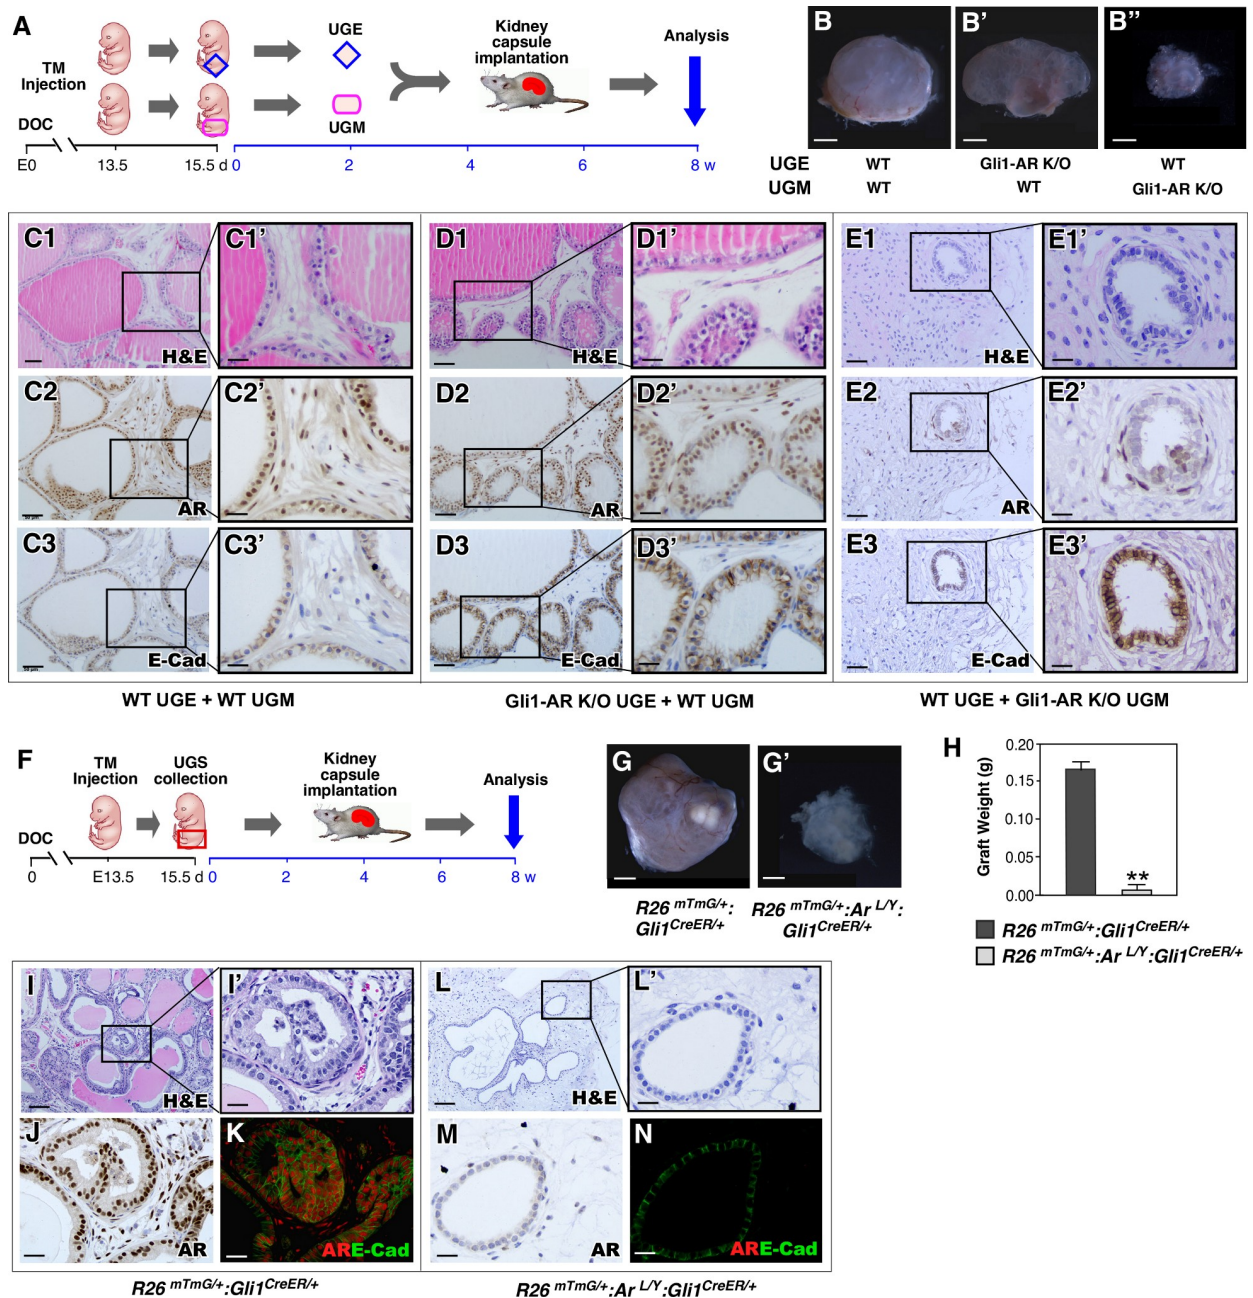 A
TM
Injection
DOC
E0
13.5
15.5 d
UGE
UGM
Kidney
capsule
implantation
Analysis
0
2
4
6
8 w
B
B’
B”
UGE WT Gli1-AR K/O WT
UGM WT WT Gli1-AR K/O
C1
C1’
H&E
C2
C2’
AR
C3
C3’
E-Cad
D1
D1’
H&E
D2
D2’
AR
D3
D3’
E-Cad
E1
E1’
H&E
E2
E2’
AR
E3
E3’
E-Cad
WT UGE + WT UGM
Gli1-AR K/O UGE + WT UGM
WT UGE + Gli1-AR K/O UGM
F
TM
Injection
UGS
collection
Kidney
capsule
implantation
Analysis
DOC
0
E13.5
15.5 d
0
2
4
6
8 w
G
G’
R26 mTmG/+:
Gli1CreER/+
R26 mTmG/+:Ar L/Y:
Gli1CreER/+
H
Graft Weight (g)
0.20
0.15
0.10
0.05
0.00
**
R26 mTmG/+:Gli1CreER/+
R26 mTmG/+:Ar L/Y:Gli1CreER/+
I
I’
H&E
J
AR
K
ARE-Cad
L
L’
H&E
M
AR
N
ARE-Cad
R26 mTmG/+:Gli1CreER/+
R26 mTmG/+:Ar L/Y:Gli1CreER/+